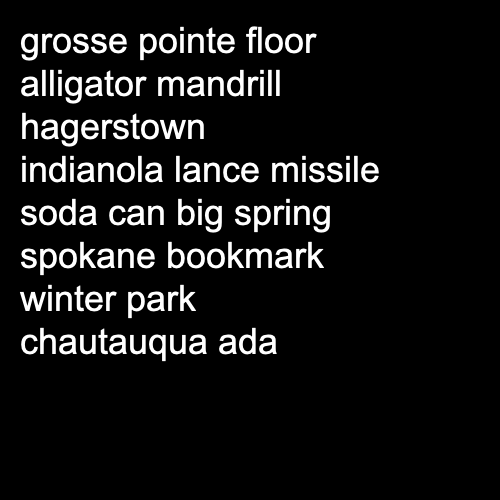 grosse pointe floor
alligator mandrill
hagerstown
indianola lance missile
soda can big spring
spokane bookmark
winter park
chautauqua ada